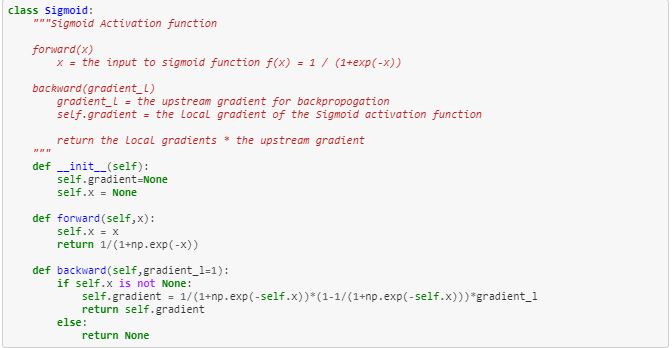 class Sigmoid:
    """Sigmoid Activation function

    forward(x)
        x = the input to sigmoid function f(x) = 1 / (1+exp(-x))

    backward(gradient_l)
        gradient_l = the upstream gradient for backpropogation
        self.gradient = the local gradient of the Sigmoid activation function

        return the local gradients * the upstream gradient
    """
    def __init__(self):
        self.gradient=None
        self.x = None

    def forward(self,x):
        self.x = x
        return 1/(1+np.exp(-x))

    def backward(self,gradient_l=1):
        if self.x is not None:
            self.gradient = 1/(1+np.exp(-self.x))*(1-1/(1+np.exp(-self.x)))*gradient_l
            return self.gradient
        else:
            return None